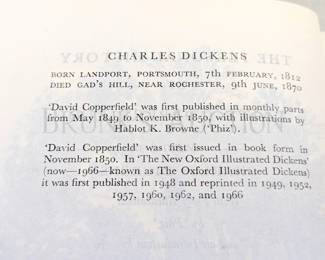 CHARLES DICKENS
BORN LANDPORT, PORTSMOUTH, 7th FEBRUARY, 1812
DIED GAD'S HILL, NEAR ROCHESTER, 9th JUNE, 1870
'David Copperfield' was first published in monthly parts
from May 1849 to November 1850, with illustrations by
Hablot K. Browne ('Phiz').
'David Copperfield' was first issued in book form in
November 1850. In 'The New Oxford Illustrated Dickens'
(now—1966—known as The Oxford Illustrated Dickens)
it was first published in 1948 and reprinted in 1949, 1952,
1957, 1960, 1962, and 1966